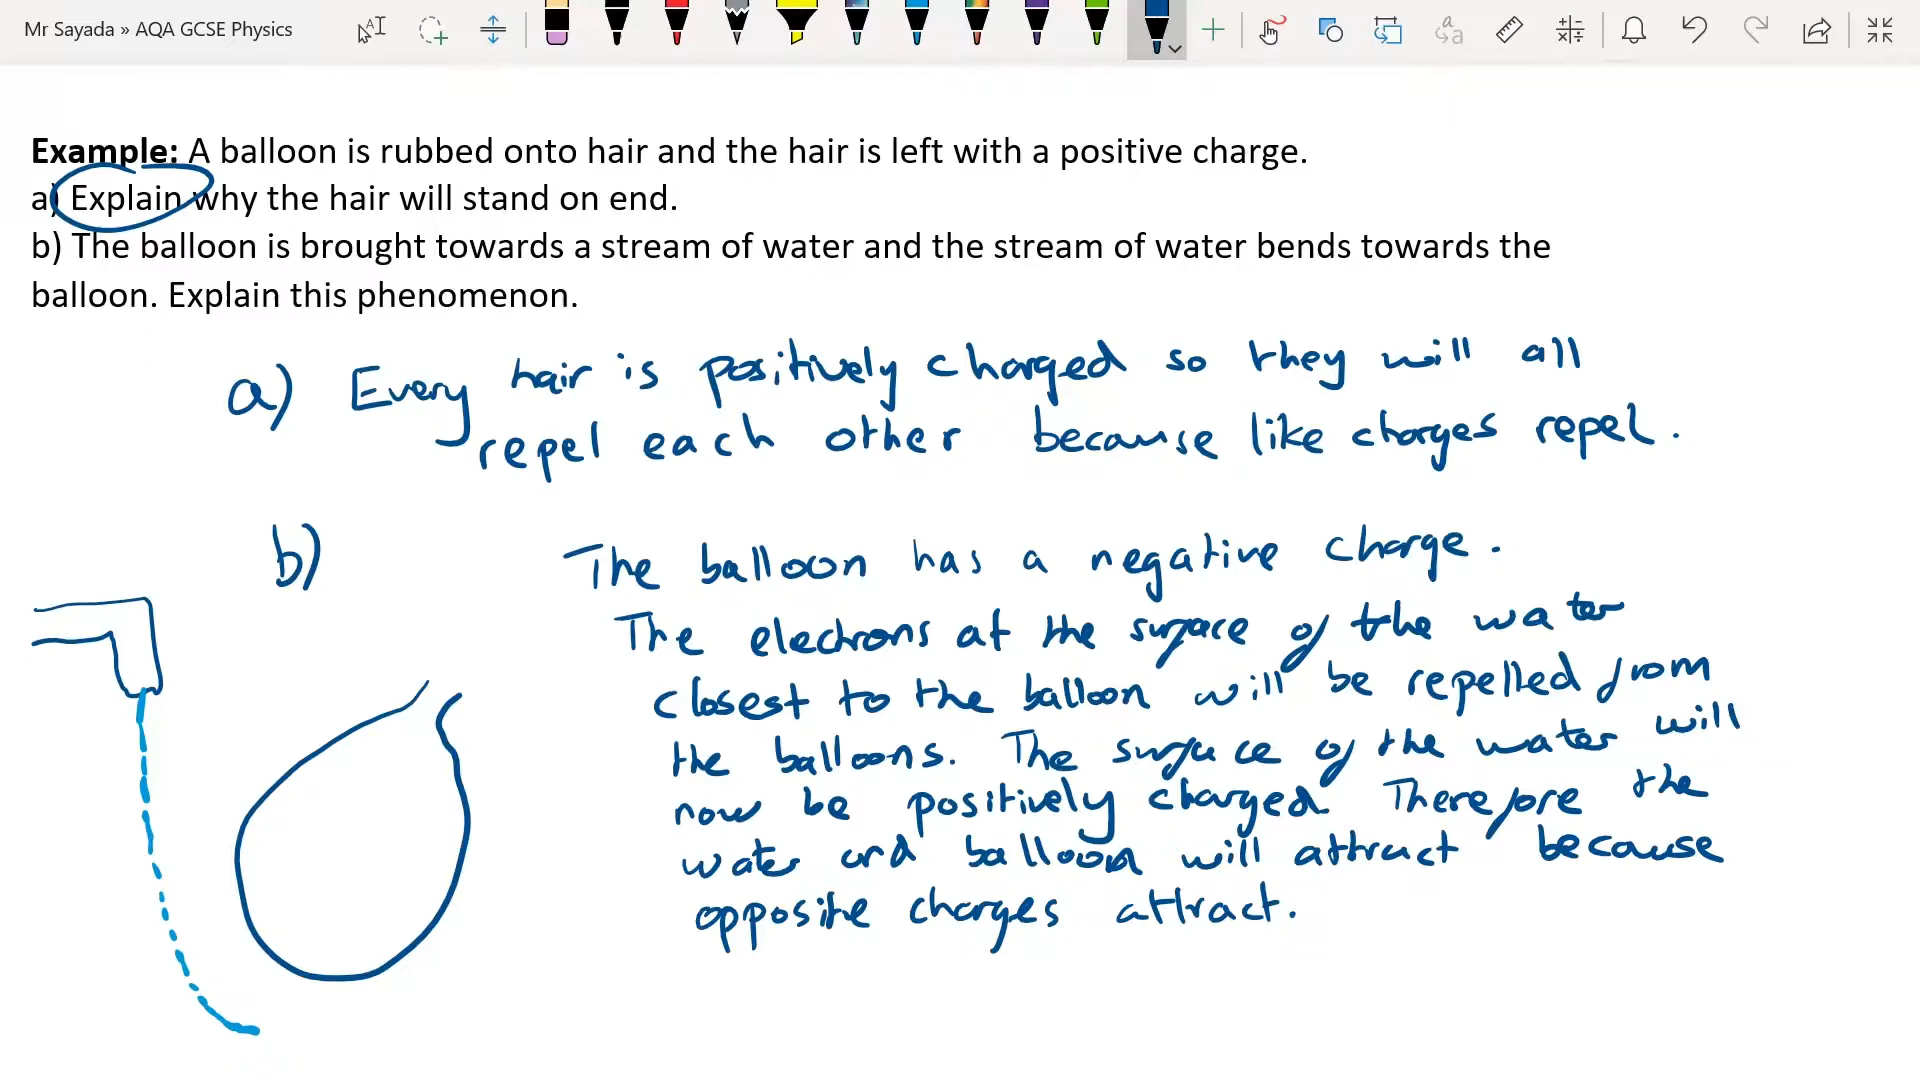 Mr Sayada » AQA GCSE Physics
Example: A balloon is rubbed onto hair and the hair is left with a positive charge.
a) Explain why the hair will stand on end.
b) The balloon is brought towards a stream of water and the stream of water bends towards the
balloon. Explain this phenomenon.
a) Every hair is positively charged so they will all
repel each other because like charges repel.
b) The balloon has a negative charge.
The electrons at the surface of the water
closest to the balloon will be repelled from
the balloons. The surface of the water will
now be positively charged. Therefore the
water and balloon will attract because
opposite charges attract.